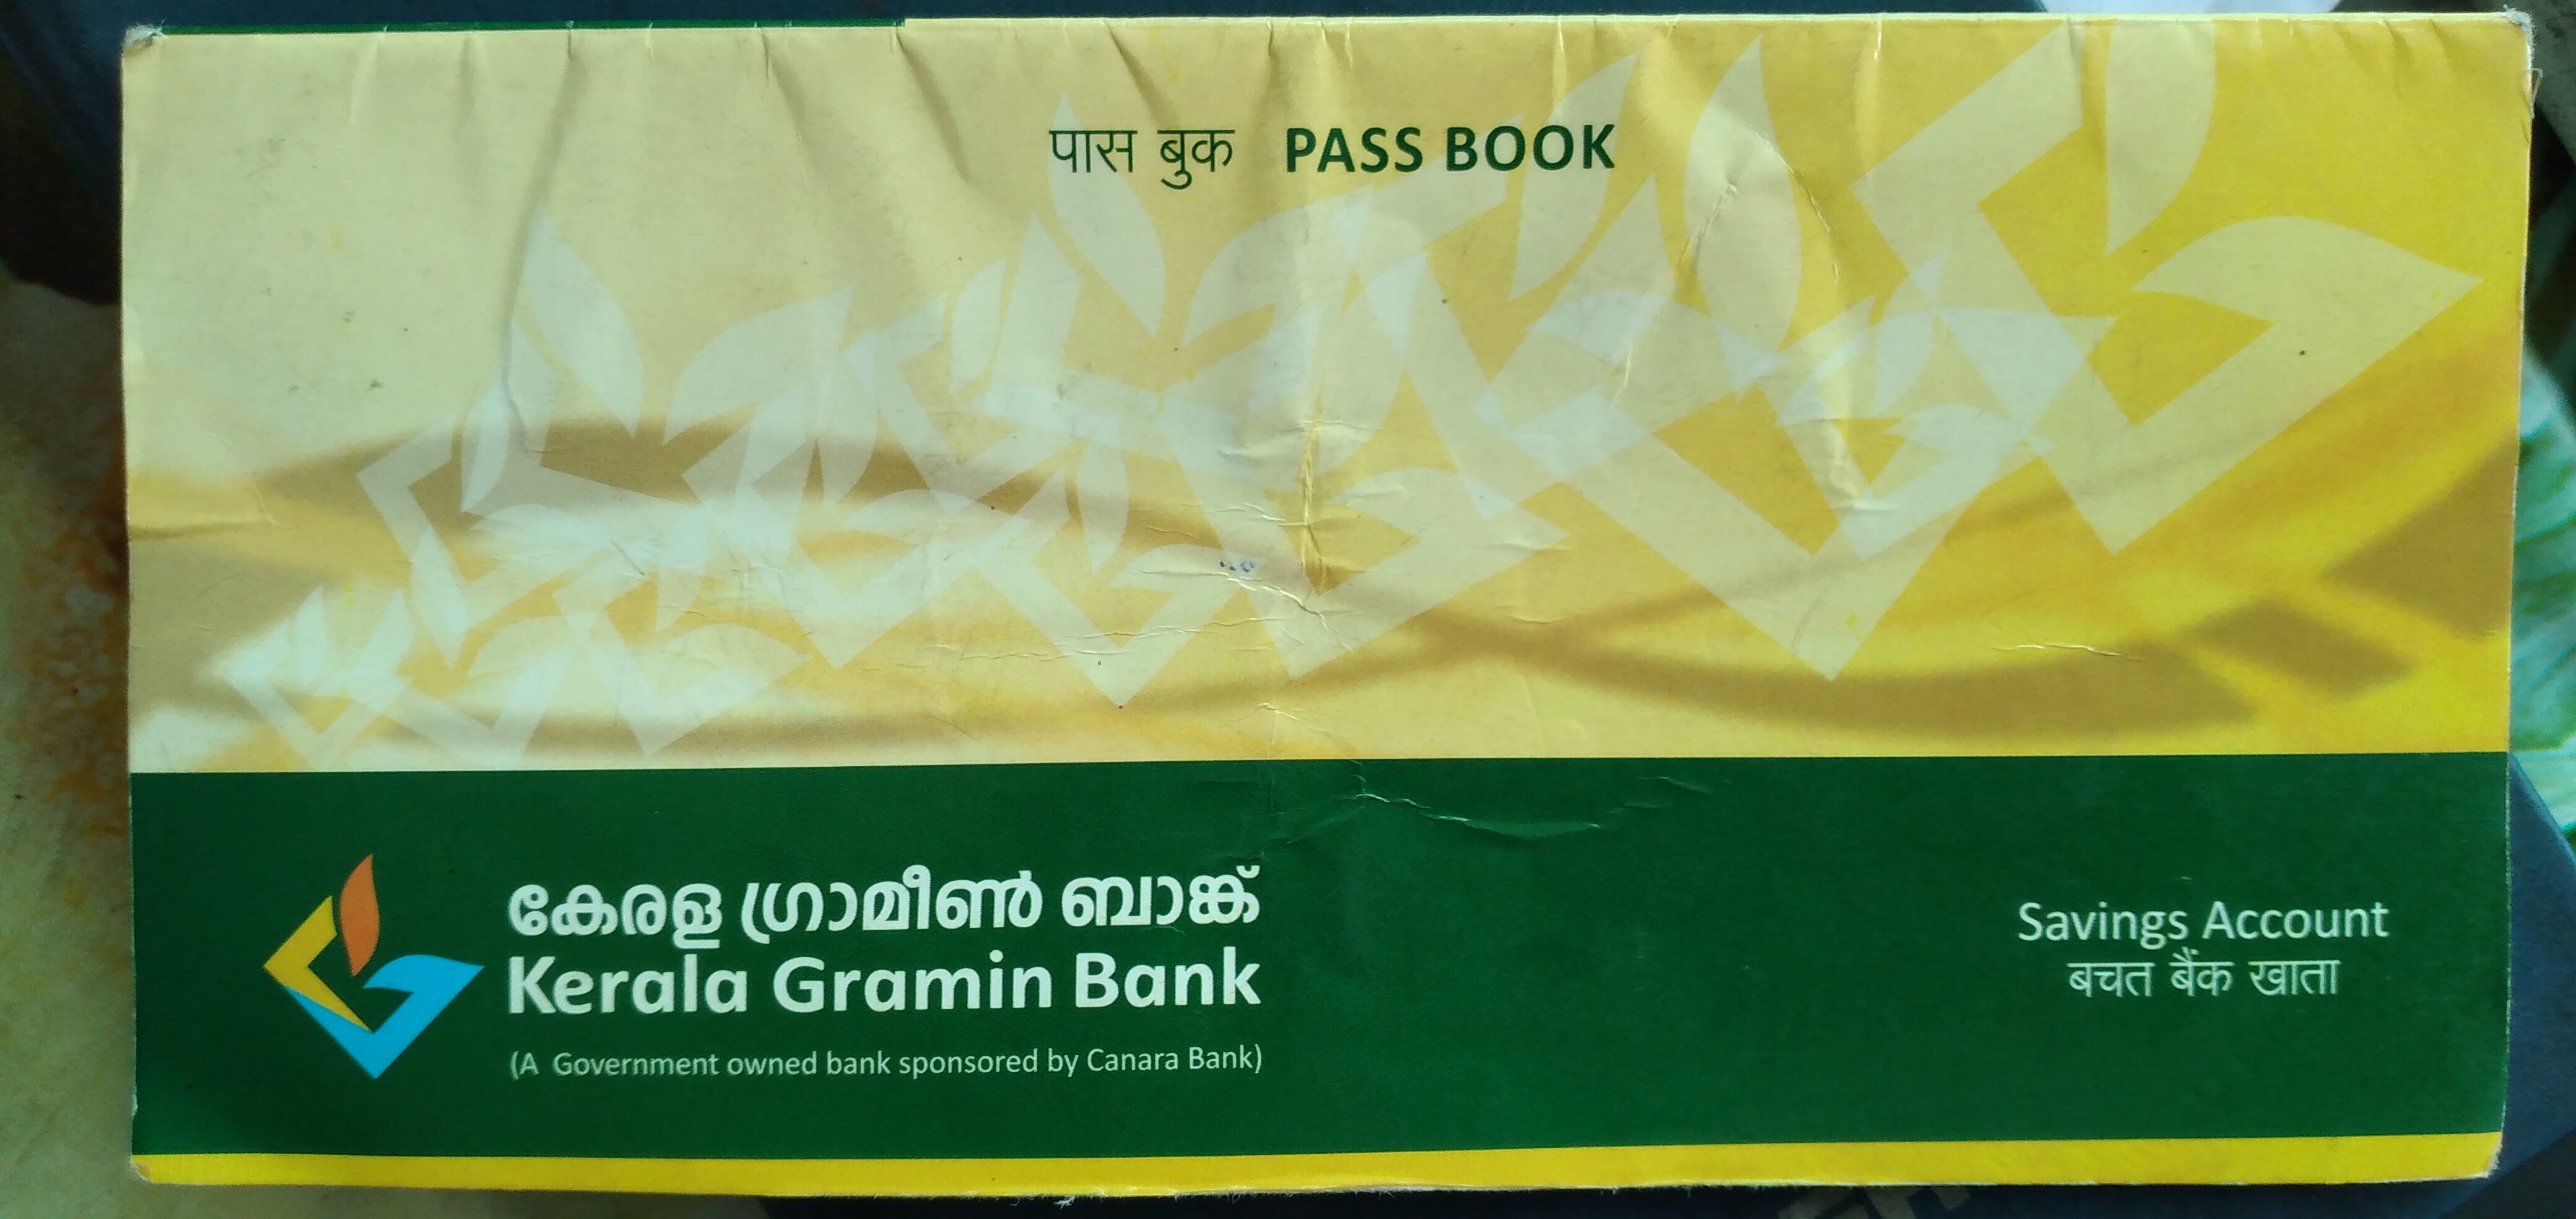 पास बुक PASS BOOK
കേരള ഗ്രാമീൺ ബാങ്ക്
Kerala Gramin Bank
(A Government owned bank sponsored by Canara Bank)
Savings Account
बचत बैंक खाता